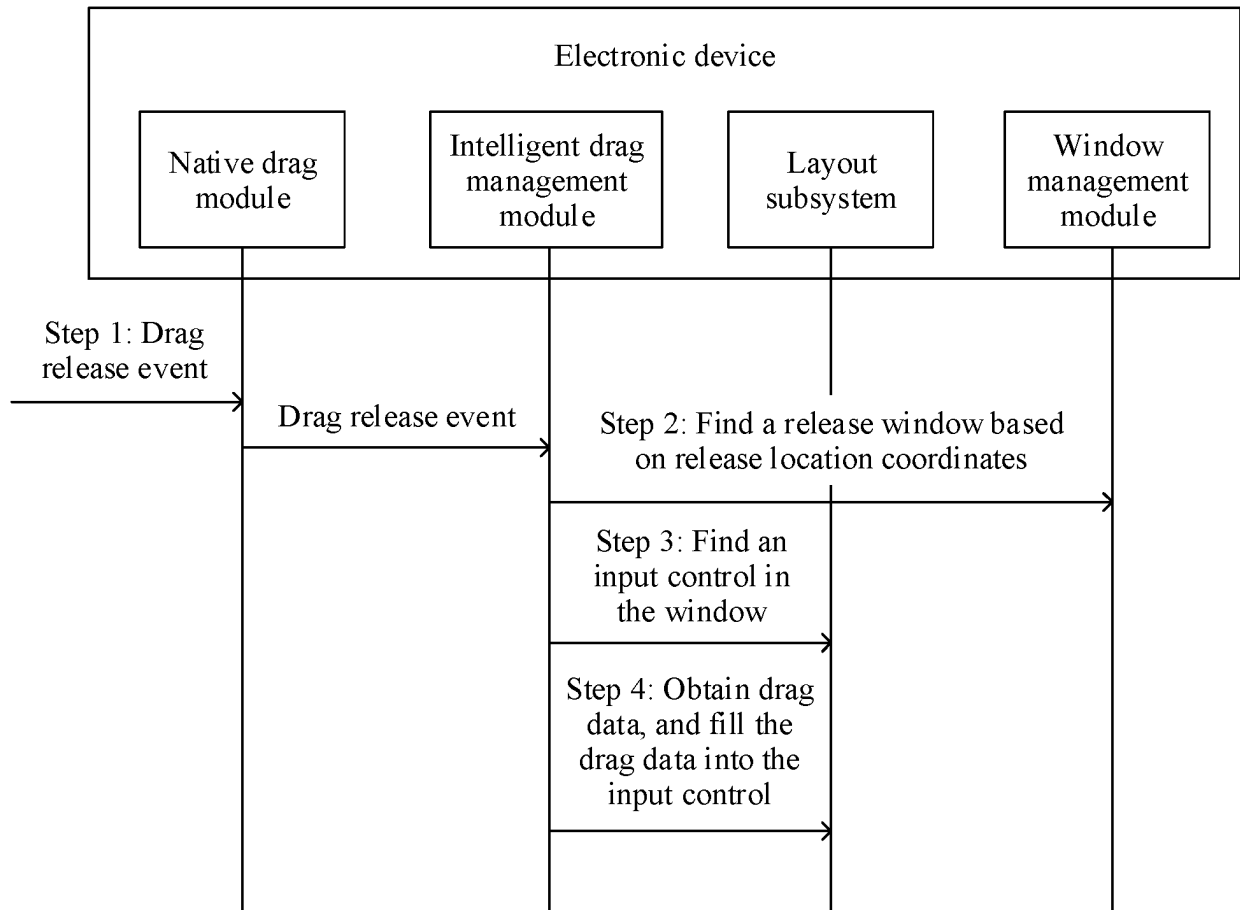 Electronic device
Native drag
module
Intelligent drag
management
module
Layout
subsystem
Window
management
module
Step 1: Drag
release event
Drag release event
Step 2: Find a release window based
on release location coordinates
Step 3: Find an
input control in
the window
Step 4: Obtain drag
data, and fill the
drag data into the
input control